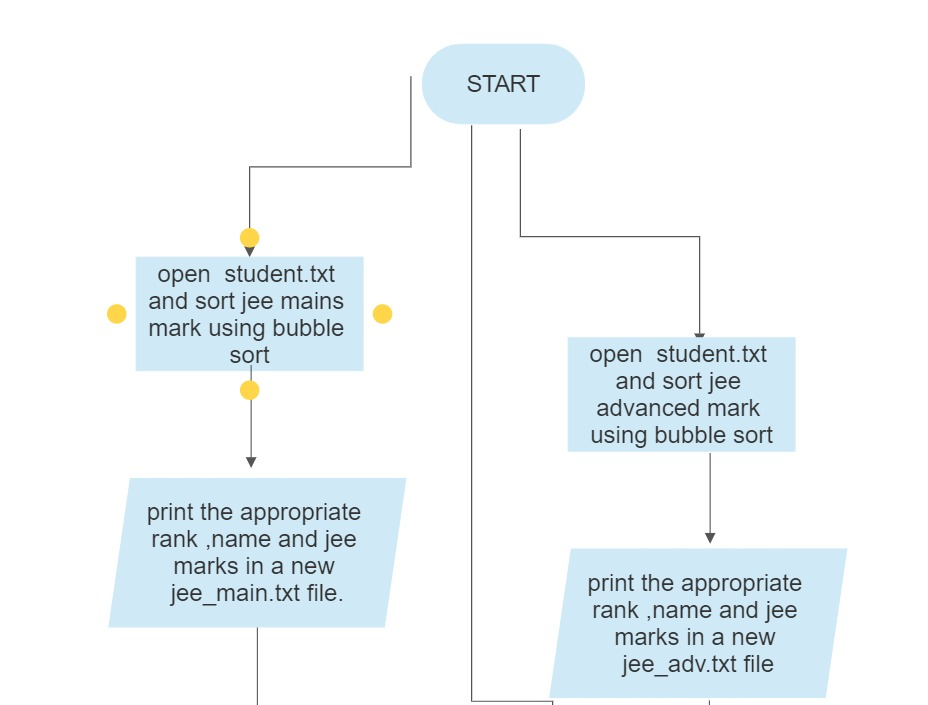 START
open  student.txt
and sort jee mains
mark using bubble
sort
open  student.txt
and sort jee
advanced mark
using bubble sort
print the appropriate
rank ,name and jee
marks in a new
jee_main.txt file.
print the appropriate
rank ,name and jee
marks in a new
jee_adv.txt file